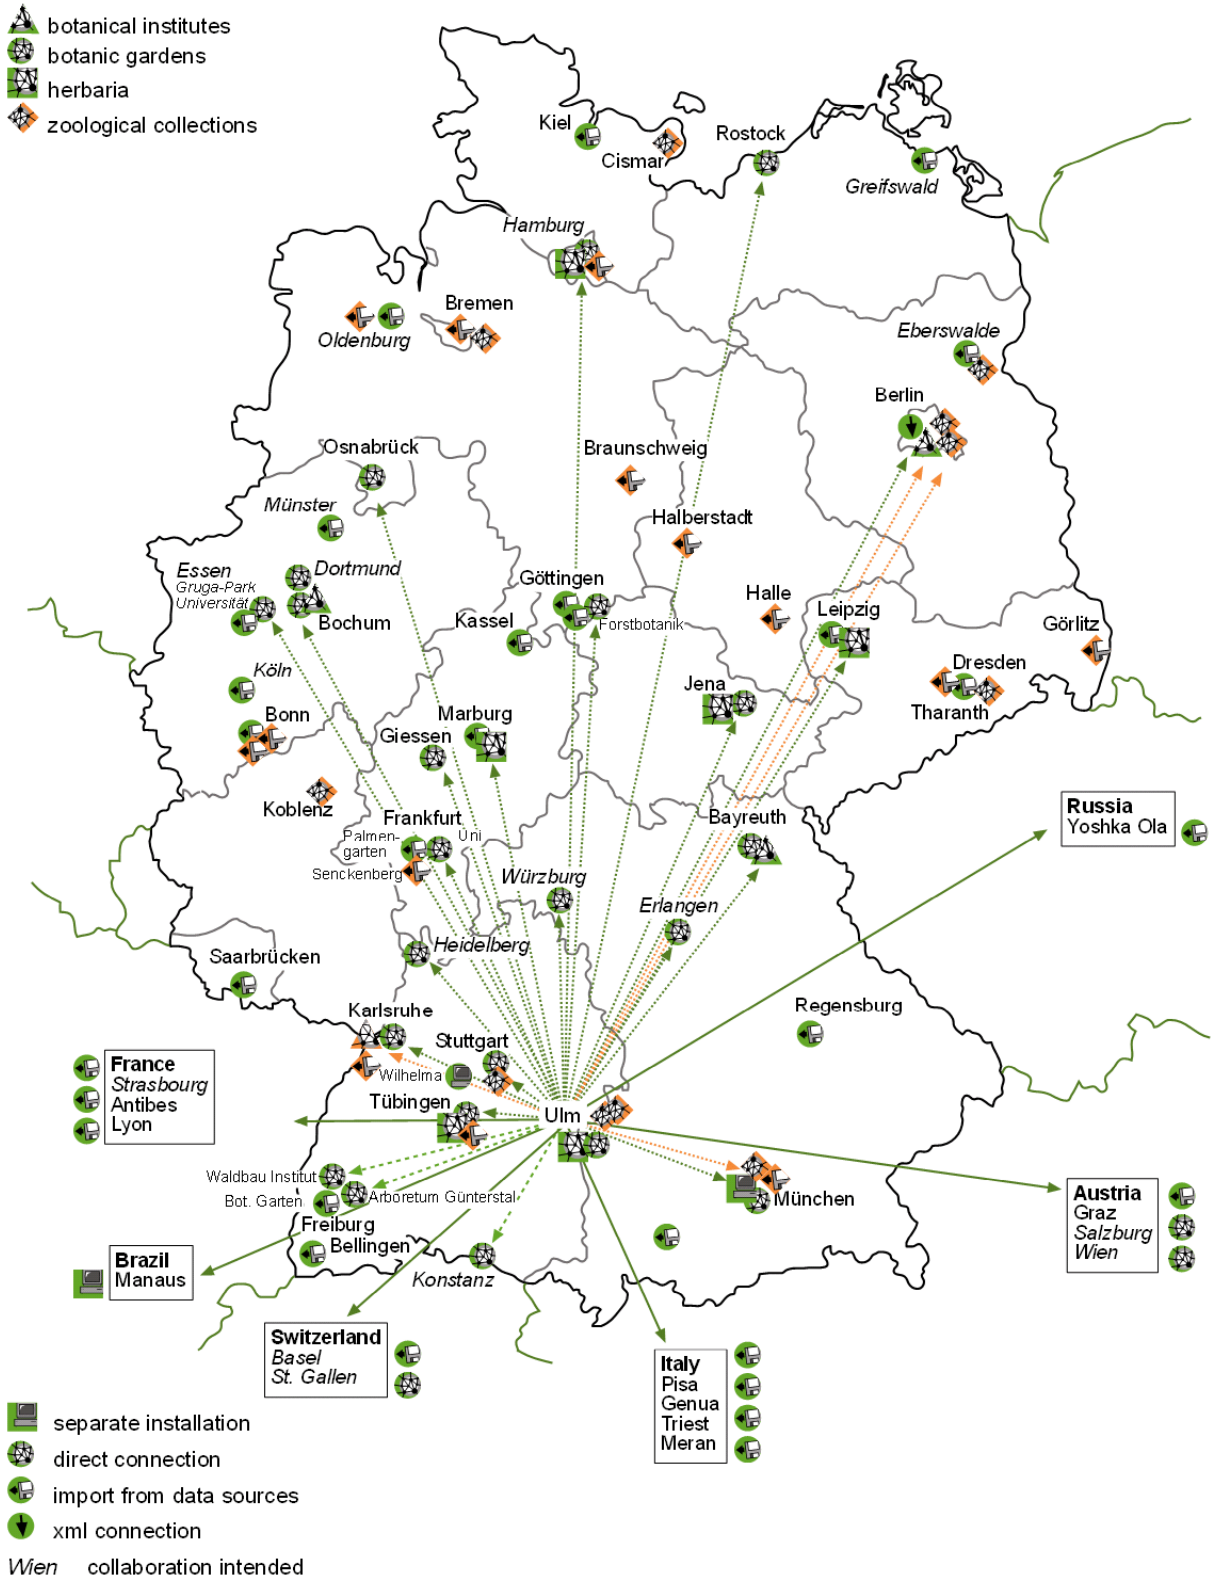 botanical institutes
botanic gardens
herbaria
zoological collections
Kiel
Cismar
Rostock
Greifswald
Hamburg
Bremen
Oldenburg
Eberswalde
Berlin
Osnabrück
Braunschweig
Münster
Halberstadt
Essen
Gruga-Park
Universität
Dortmund
Bochum
Göttingen
Forstbotanik
Kassel
Halle
Leipzig
Görlitz
Köln
Dresden
Tharanth
Jena
Bonn
Marburg
Giessen
Koblenz
Frankfurt
Palmen-
garten
Uni
Senckenberg
Bayreuth
Russia
Yoshka Ola
Würzburg
Erlangen
Heidelberg
Saarbrücken
Regensburg
Karlsruhe
Stuttgart
Wilhelma
France
Strasbourg
Antibes
Lyon
Tübingen
Ulm
Waldbau Institut
Bot. Garten
Arboretum Günterstal
Freiburg
Bellingen
München
Austria
Graz
Salzburg
Wien
Brazil
Manaus
Konstanz
Switzerland
Basel
St. Gallen
Italy
Pisa
Genua
Triest
Meran
separate installation
direct connection
import from data sources
xml connection
Wien collaboration intended